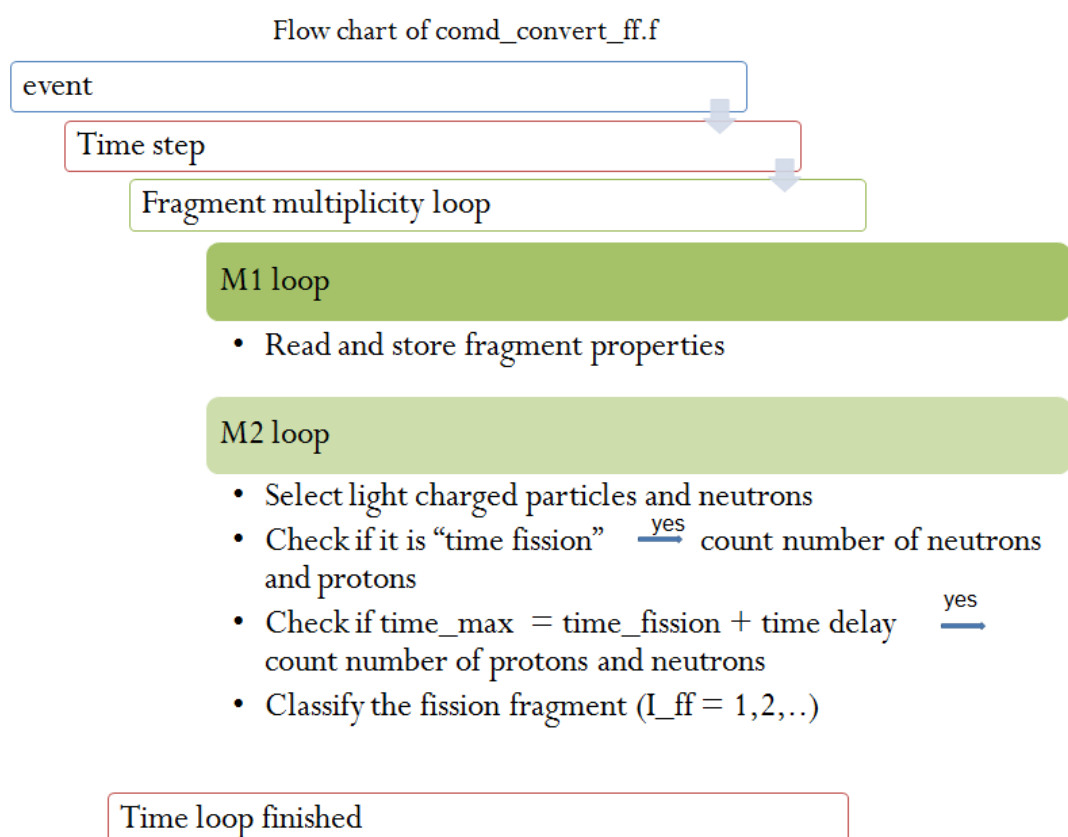 Flow chart of comd_convert_ff.f
event
Time step
Fragment multiplicity loop
M1 loop
• Read and store fragment properties
M2 loop
• Select light charged particles and neutrons
• Check if it is “time fission” yes count number of neutrons
and protons
• Check if time_max = time_fission + time delay yes
count number of protons and neutrons
• Classify the fission fragment (I_ff = 1,2,..)
Time loop finished